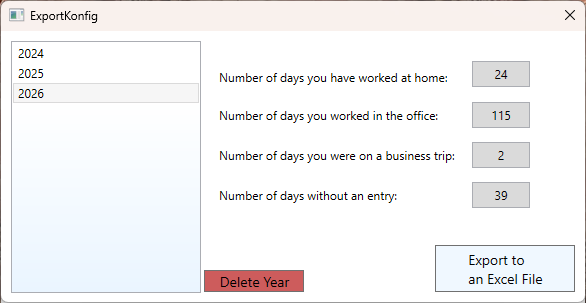 ExportKonfig
2024
2025
2026
Number of days you have worked at home:
24
Number of days you worked in the office:
115
Number of days you were on a business trip:
2
Number of days without an entry:
39
Delete Year
Export to
an Excel File